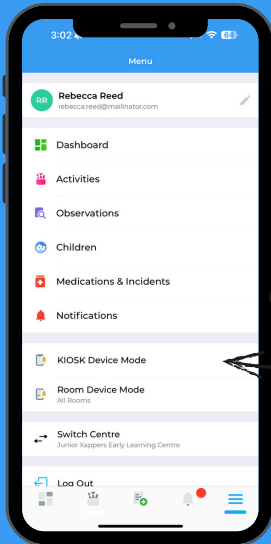 3:02
64
Menu
RR
Rebecca Reed
rebecca.reed@mailinator.com
Dashboard
Activities
Observations
Children
Medications & Incidents
Notifications
KIOSK Device Mode
Room Device Mode
All Rooms
Switch Centre
Junior Xappers Early Learning Centre
Log Out